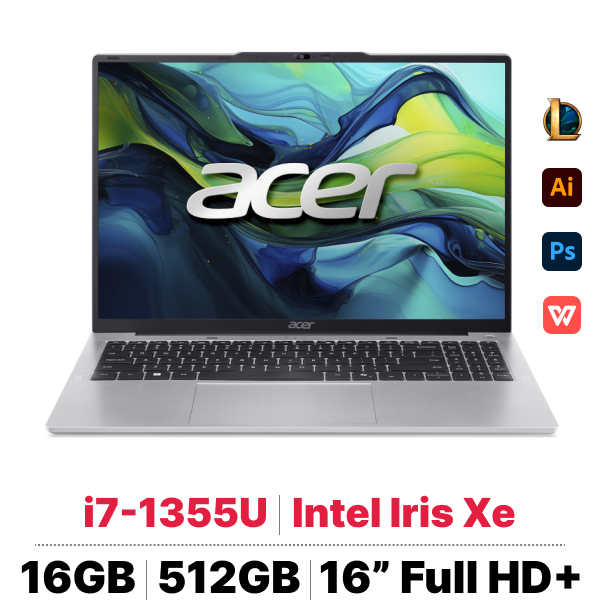 acer
Ai
Ps
W
acer
i7-1355U | Intel Iris Xe
16GB | 512GB | 16” Full HD+